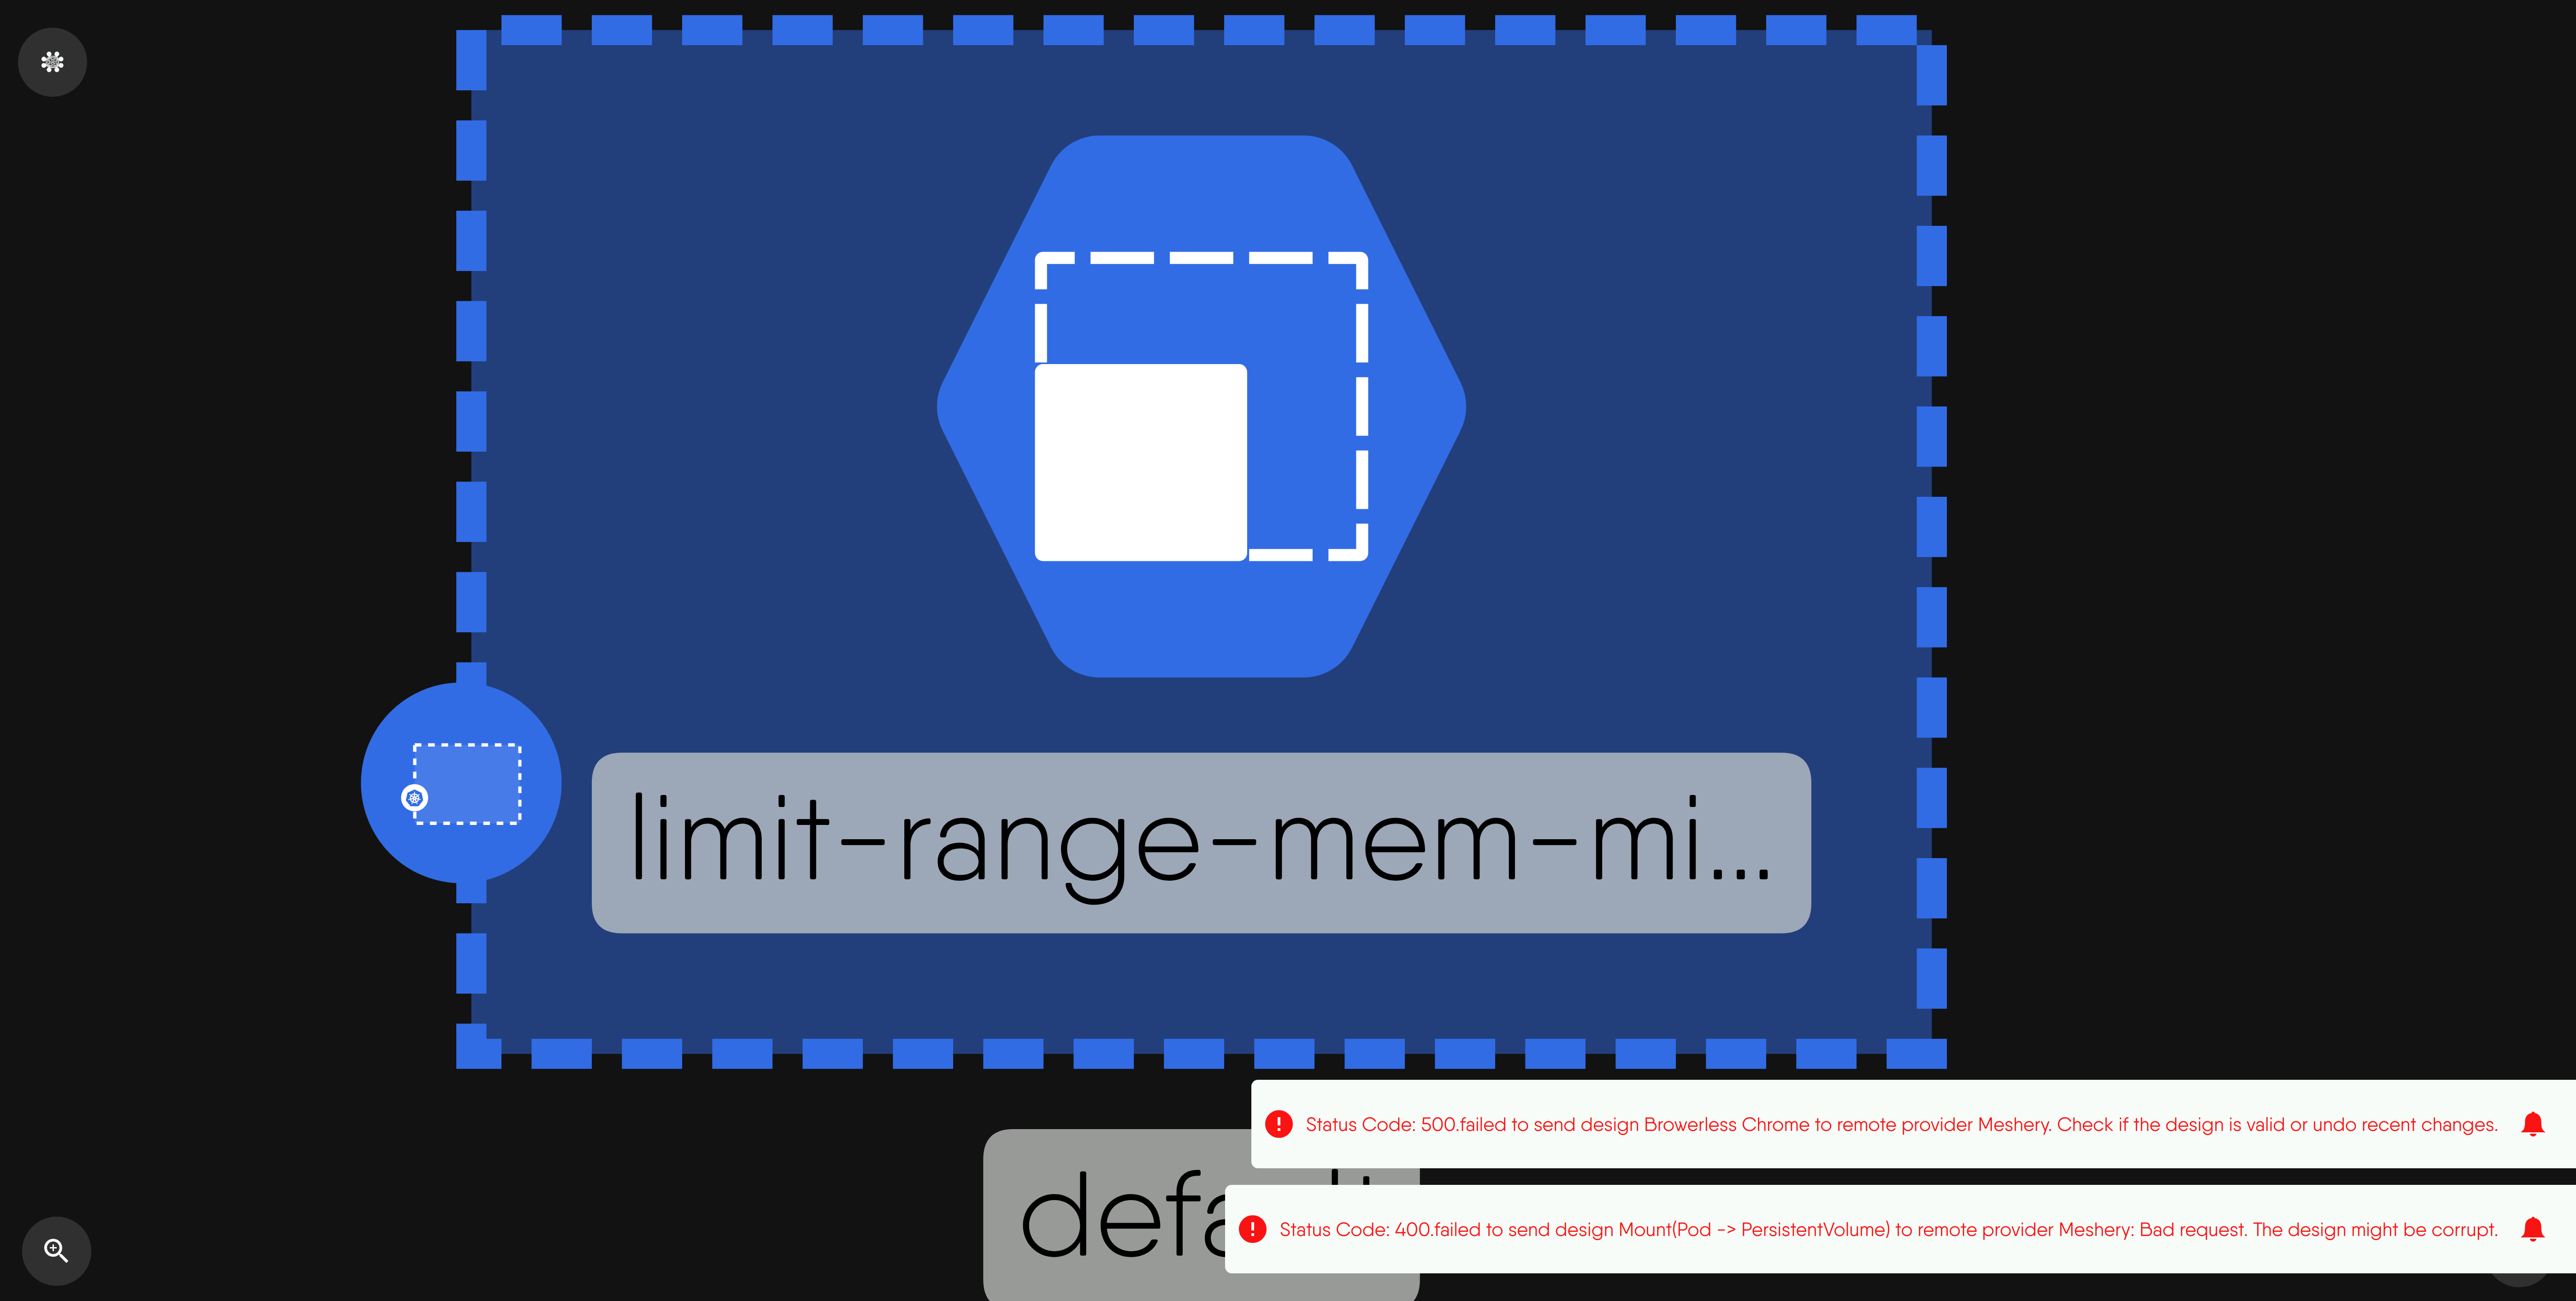 limit-range-mem-mi...
Status Code: 500.failed to send design Browerless Chrome to remote provider Meshery. Check if the design is valid or undo recent changes.
Status Code: 400.failed to send design Mount(Pod -> PersistentVolume) to remote provider Meshery: Bad request. The design might be corrupt.